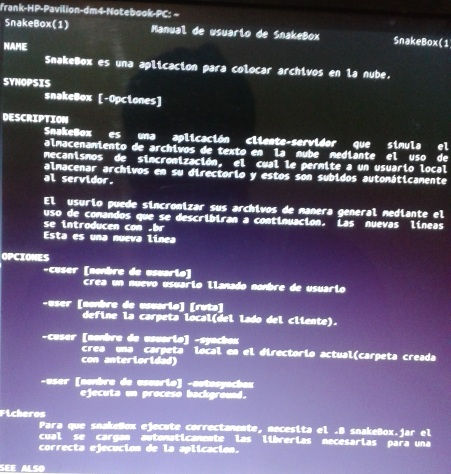 frank-HP-Pavilion-dm4-Notebook-PC: ~
SnakeBox(1) Manual de usuario de SnakeBox SnakeBox(1
NAME
SnakeBox es una aplicacion para colocar archivos en la nube.
SYNOPSIS
snakeBox [-Opciones]
DESCRIPTION
SnakeBox es una aplicación cliente-servidor que simula el
almacenamiento de archivos de texto en la nube mediante el uso de
mecanismos de sincronización, el cual le permite a un usuario local
almacenar archivos en su directorio y estos son subidos automáticamente
al servidor.
El usurio puede sincronizar sus archivos de manera general mediante el
uso de comandos que se describiran a continuacion. Las nuevas lineas
se introducen con .br
Esta es una nueva linea
OPCIONES
-cuser [nombre de usuario]
crea un nuevo usuario llamado nombre de usuario
-user [nombre de usuario] [ruta]
define la carpeta local(del lado del cliente).
-cuser [nombre de usuario] -syncbox
crea una carpeta local en el directorio actual(carpeta creada
con anterioridad)
-user [nombre de usuario] -autosyncbox
ejecuta un proceso background.
Ficheros
Para que snakeBox ejecute correctamente, necesita el .B snakeBox.jar el
cual se cargan automaticamente las librerias necesarias para una
correcta ejecucion de la aplicacion.
SEE ALSO